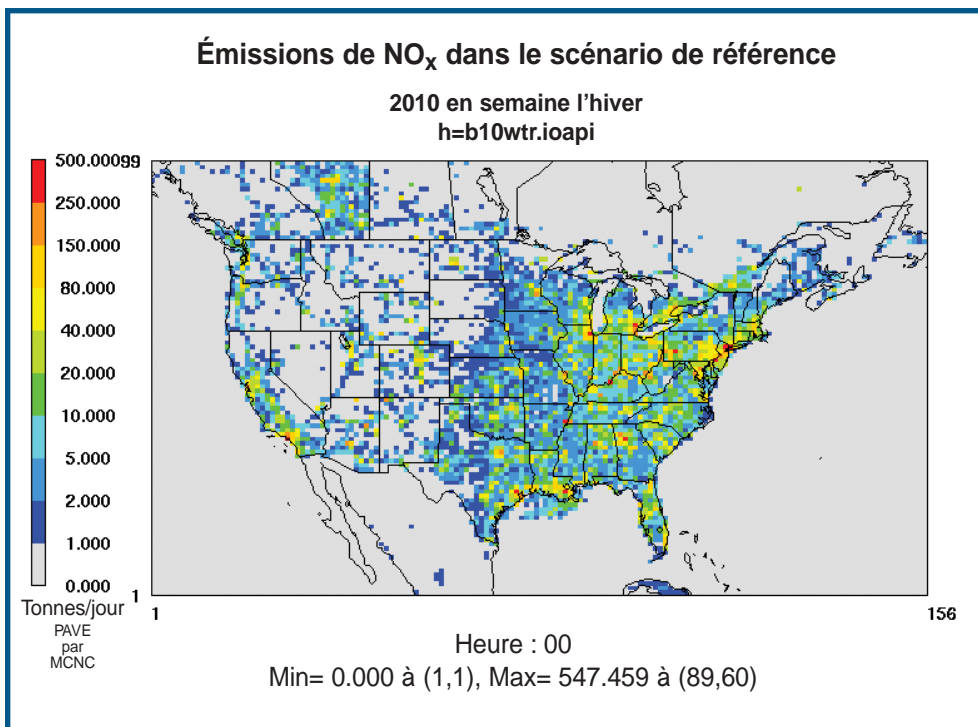 Émissions de NOx dans le scénario de référence
2010 en semaine l'hiver
h=b10wtr.ioapi
500.000
250.000
150.000
80.000
40.000
20.000
10.000
5.000
2.000
1.000
0.000
Tonnes/jour
PAVE
par
MCNC
99
1
1
156
Heure : 00
Min= 0.000 à (1,1), Max= 547.459 à (89,60)